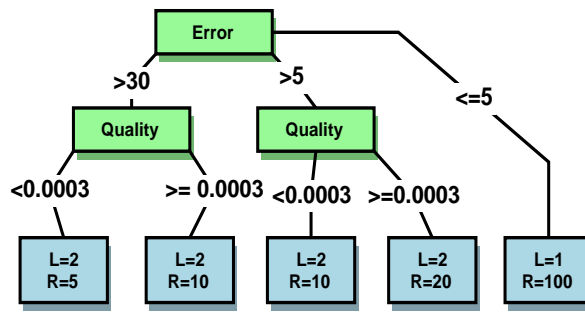 Error
>30
>5
<=5
Quality
Quality
<0.0003
>= 0.0003
<0.0003
>=0.0003
L=2
R=5
L=2
R=10
L=2
R=10
L=2
R=20
L=1
R=100